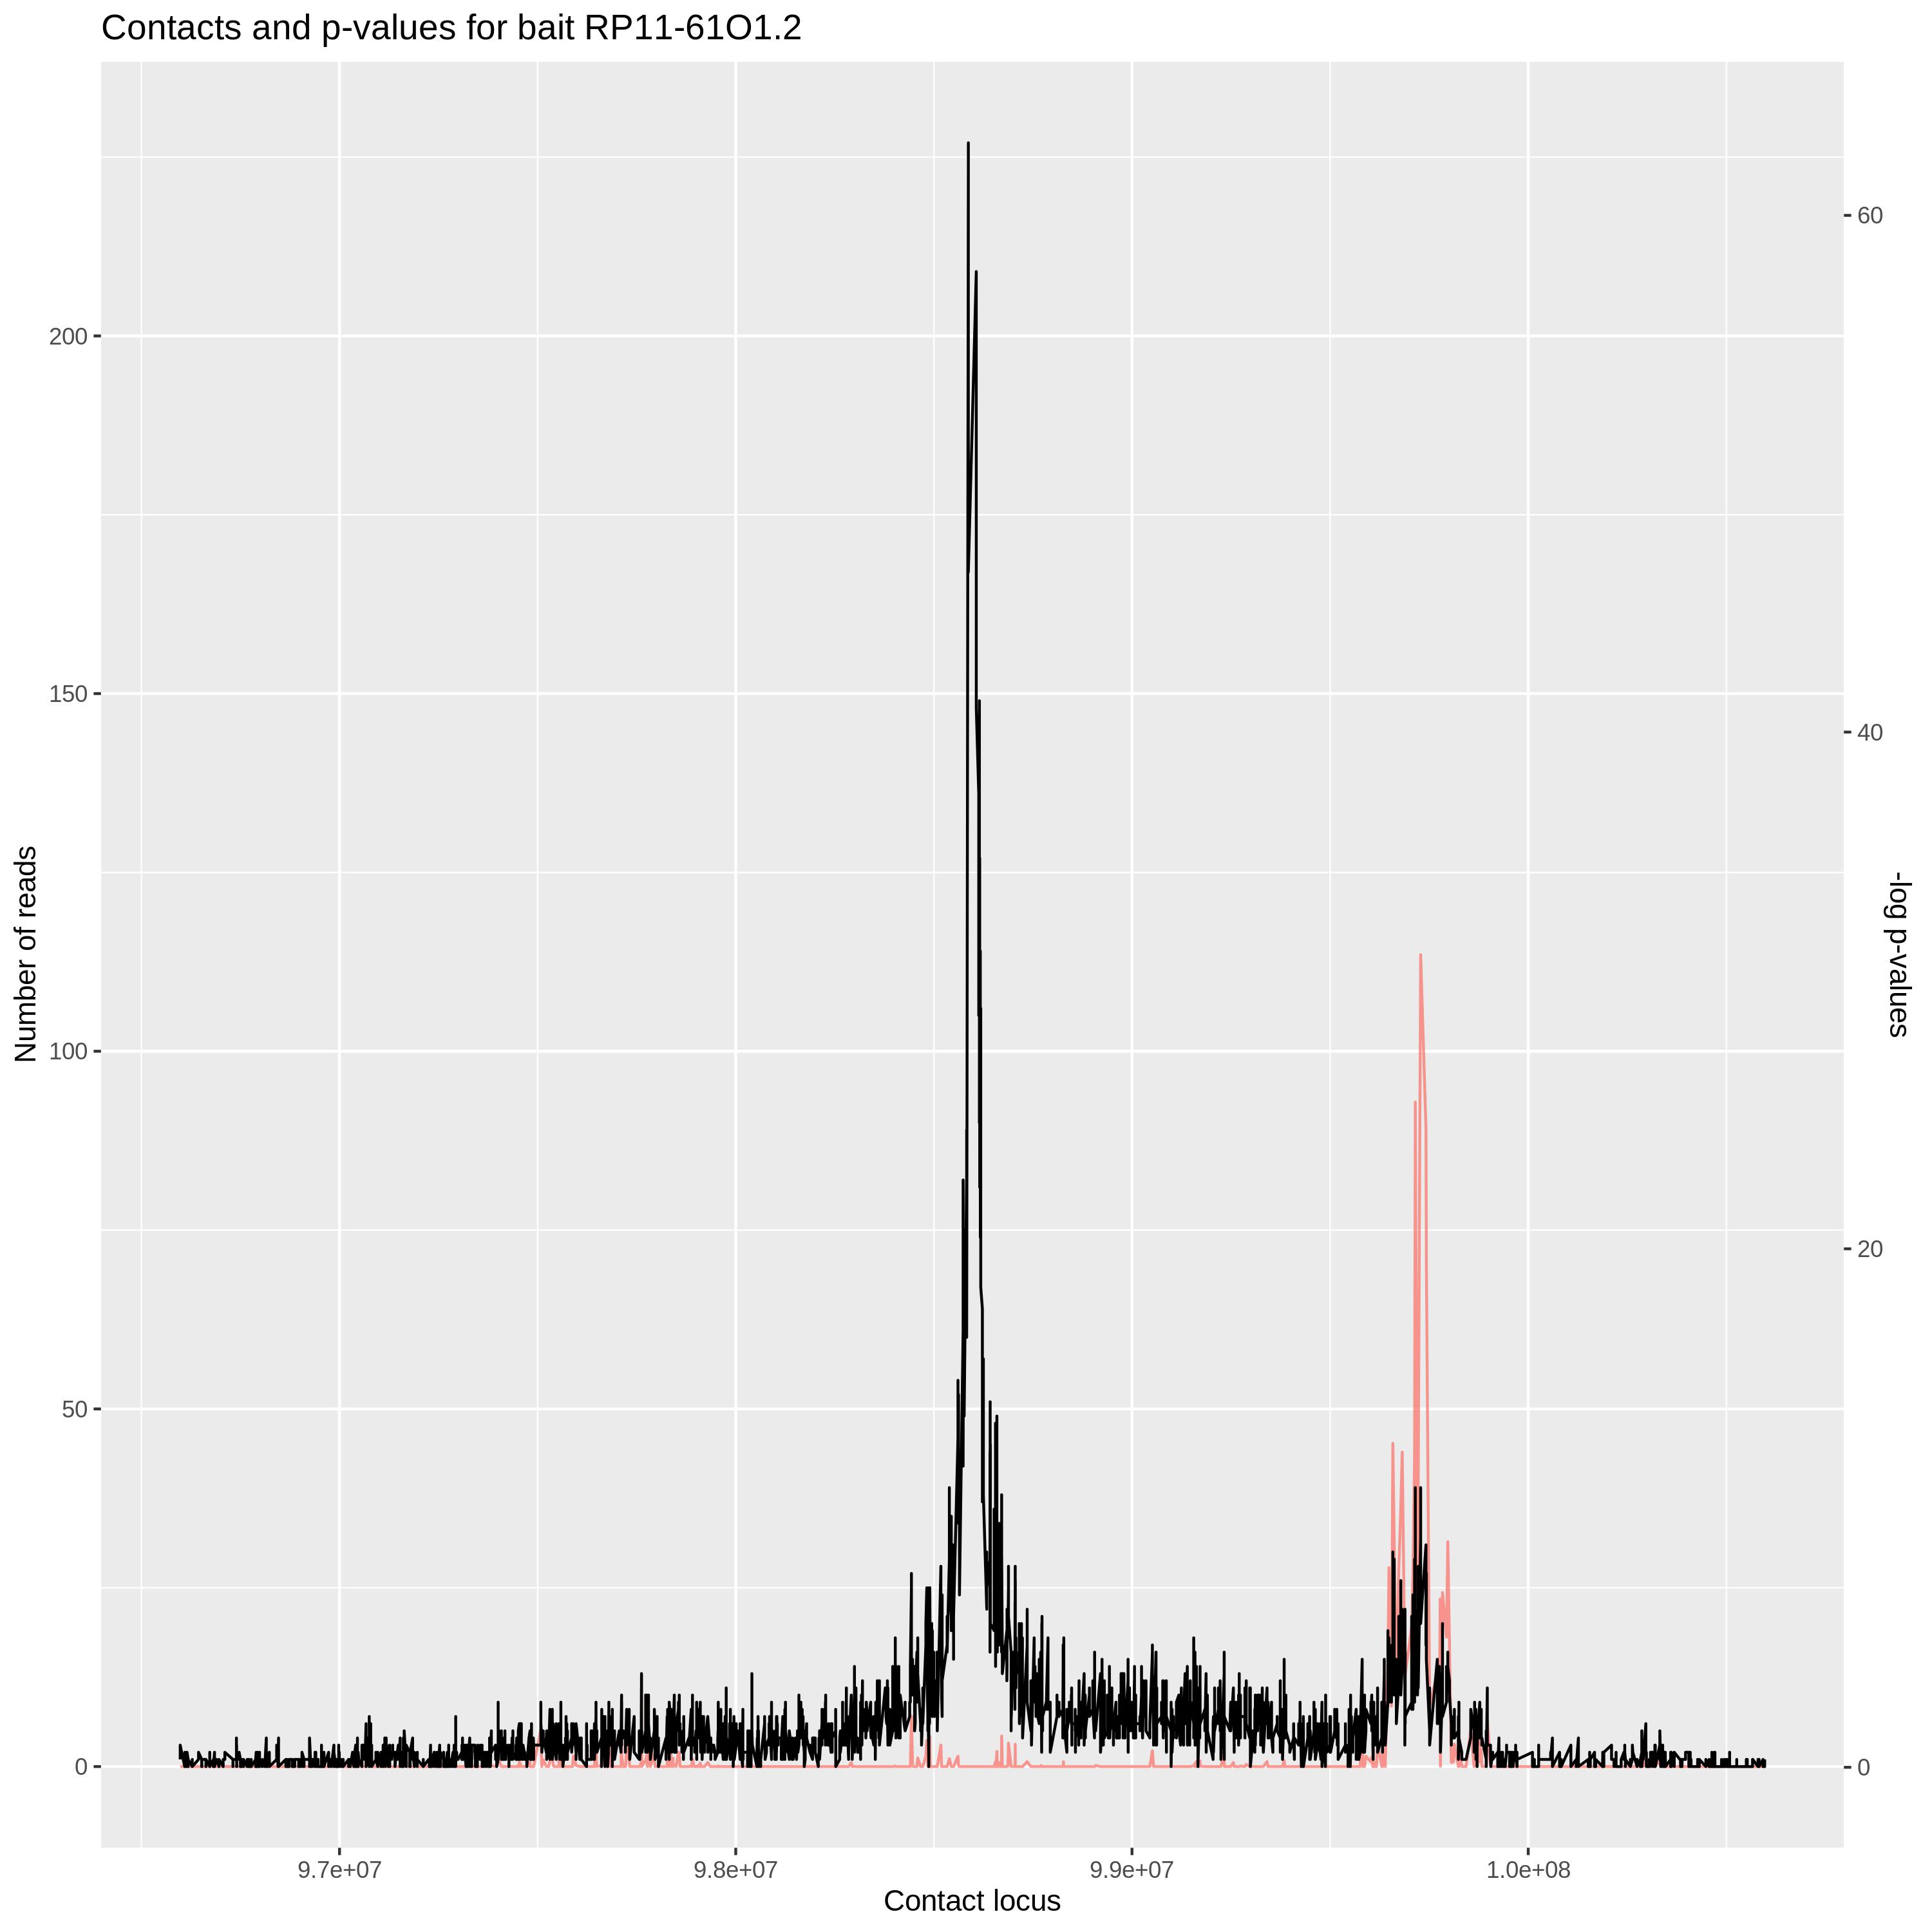 Contacts and p-values for bait RP11-61O1.2
Number of reads
200
150
100
50
0
60
40
20
0
-log p-values
9.7e+07
9.8e+07
9.9e+07
1.0e+08
Contact locus